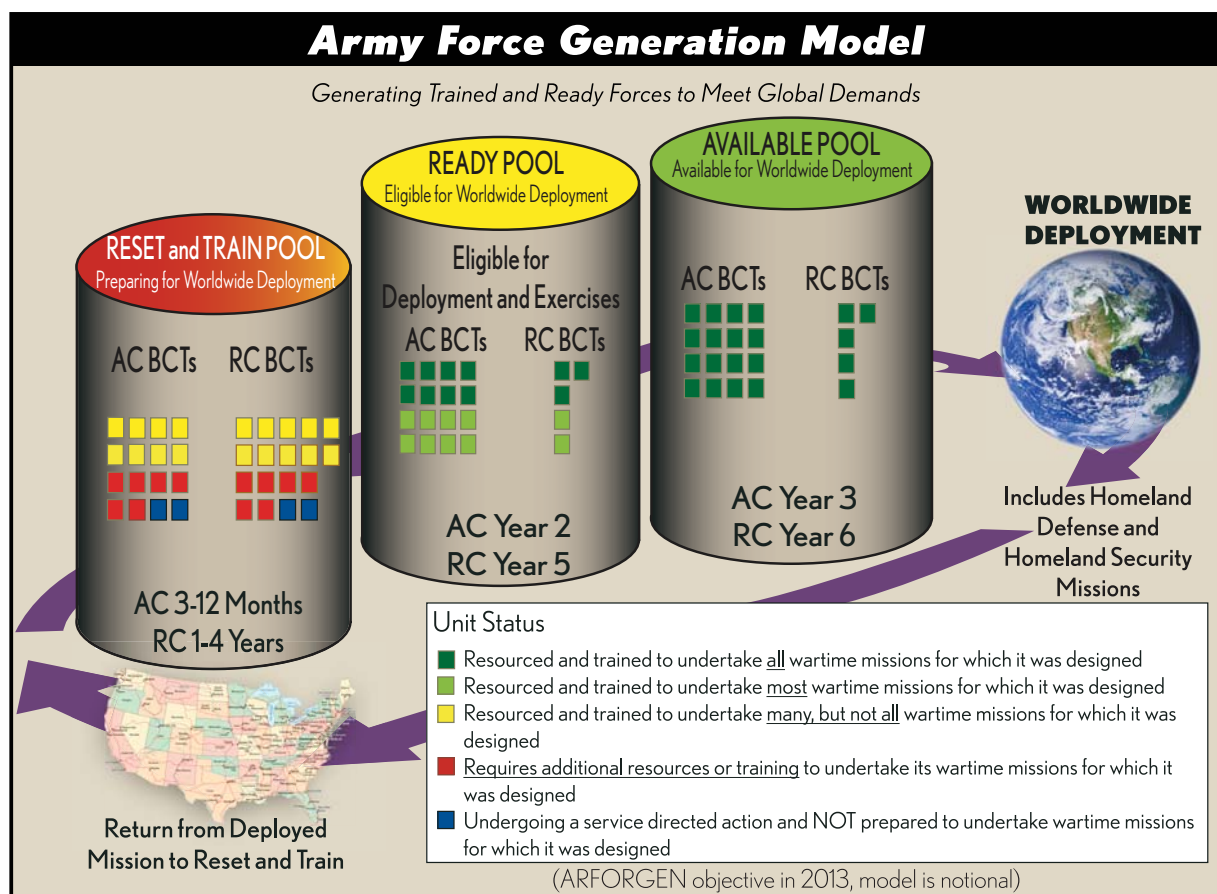 Army Force Generation Model
Generating Trained and Ready Forces to Meet Global Demands
RESET and TRAIN POOL
Preparing for Worldwide Deployment
AC BCTs RC BCTs
AC 3-12 Months
RC 1-4 Years
READY POOL
Eligible for Worldwide Deployment
Eligible for
Deployment and Exercises
AC BCTs RC BCTs
AC Year 2
RC Year 5
AVAILABLE POOL
Available for Worldwide Deployment
AC BCTs RC BCTs
AC Year 3
RC Year 6
WORLDWIDE
DEPLOYMENT
Includes Homeland
Defense and
Homeland Security
Missions
Unit Status
Resourced and trained to undertake all wartime missions for which it was designed
Resourced and trained to undertake most wartime missions for which it was designed
Resourced and trained to undertake many, but not all wartime missions for which it was
designed
Requires additional resources or training to undertake its wartime missions for which it
was designed
Undergoing a service directed action and NOT prepared to undertake wartime missions
for which it was designed
Return from Deployed
Mission to Reset and Train
(ARFORGEN objective in 2013, model is notional)